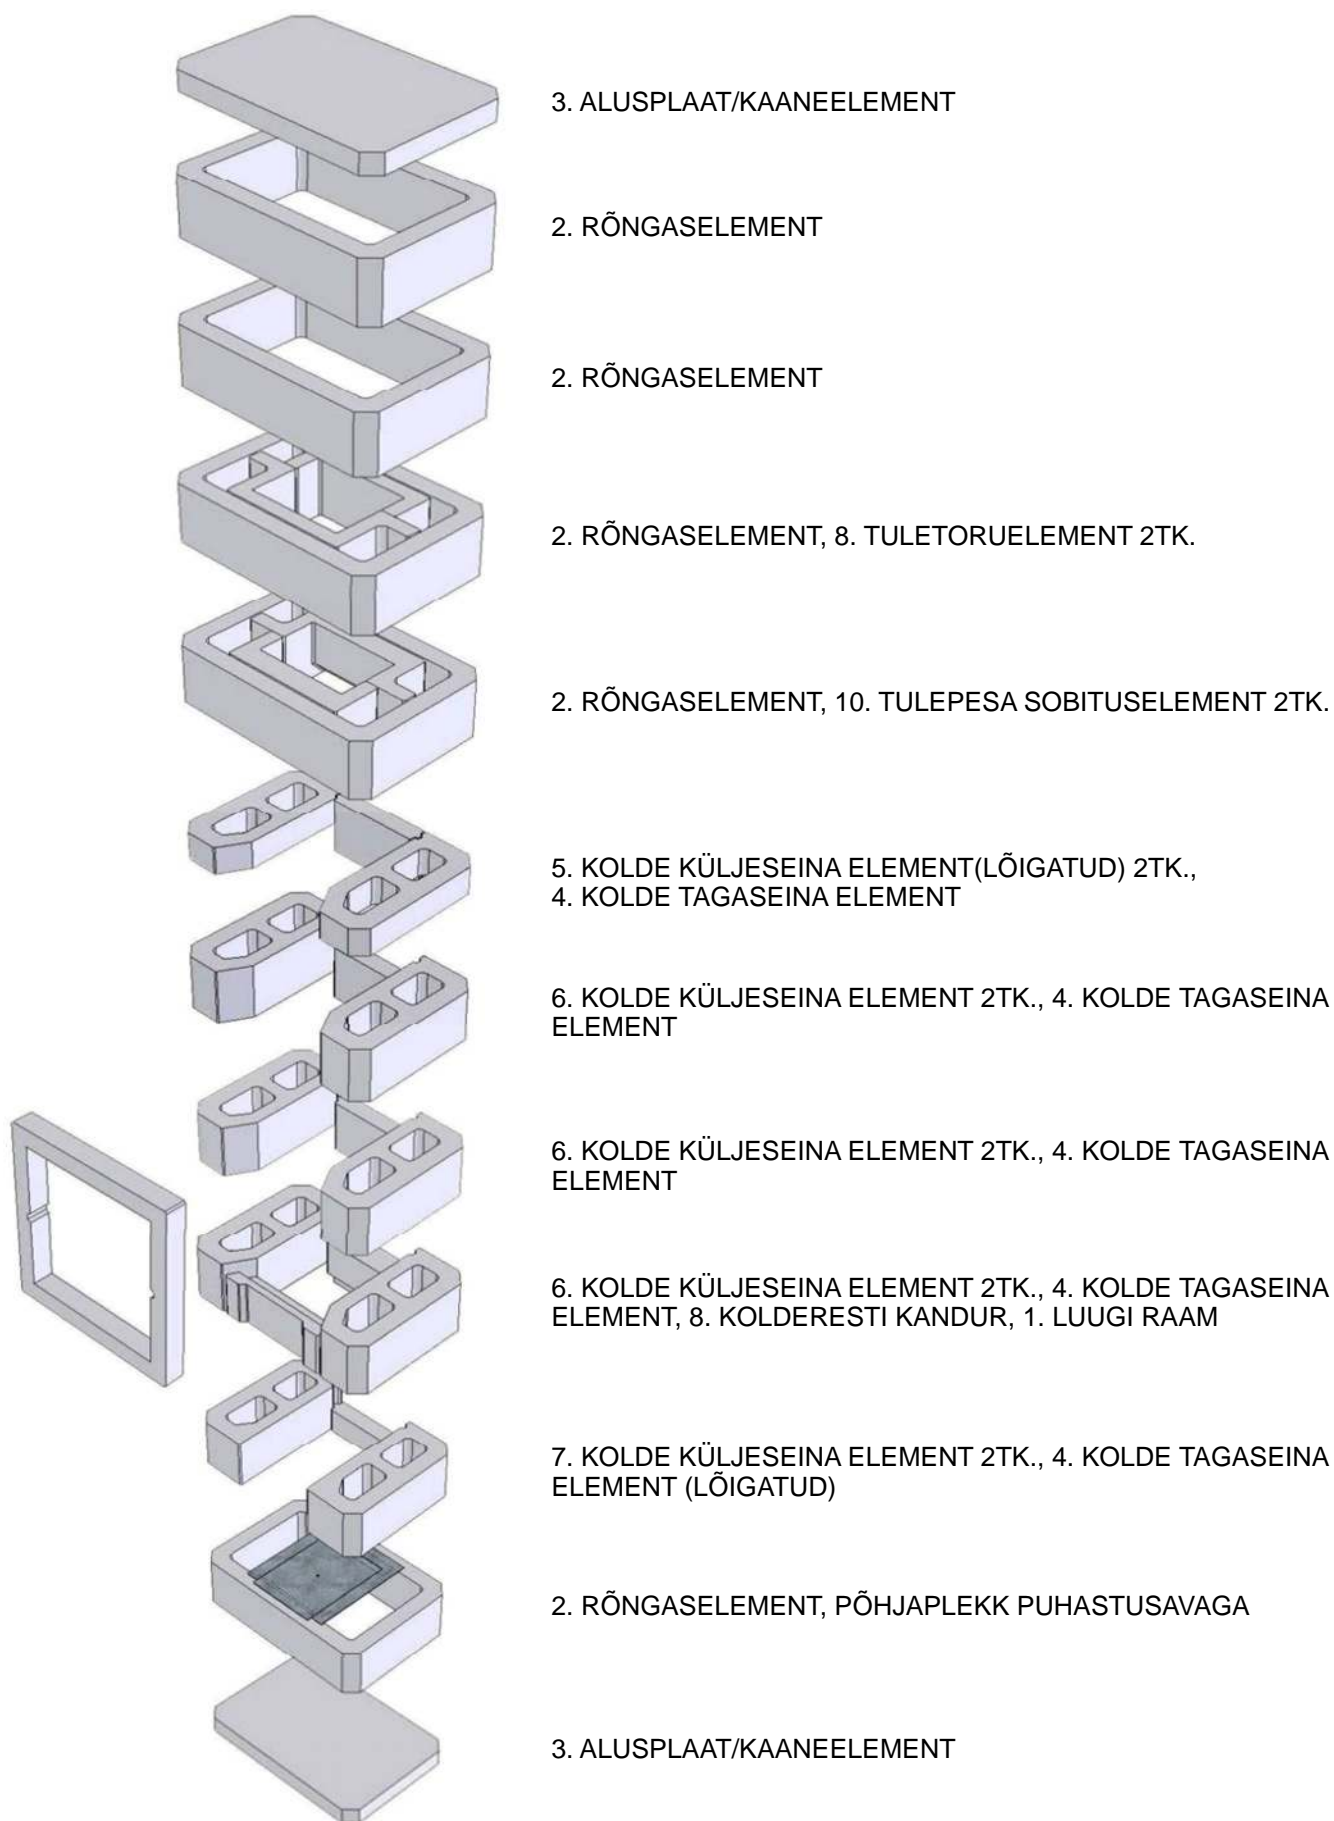 3. ALUSPLAAT/KAANEELEMENT
2. RÕNGASELEMENT
2. RÕNGASELEMENT
2. RÕNGASELEMENT, 8. TULETORUELEMENT 2TK.
2. RÕNGASELEMENT, 10. TULEPESA SOBITUSELEMENT 2TK.
5. KOLDE KÜLJESEINA ELEMENT(LÕIGATUD) 2TK.,
4. KOLDE TAGASEINA ELEMENT
6. KOLDE KÜLJESEINA ELEMENT 2TK., 4. KOLDE TAGASEINA
ELEMENT
6. KOLDE KÜLJESEINA ELEMENT 2TK., 4. KOLDE TAGASEINA
ELEMENT
6. KOLDE KÜLJESEINA ELEMENT 2TK., 4. KOLDE TAGASEINA
ELEMENT, 8. KOLDERESTI KANDUR, 1. LUUGI RAAM
7. KOLDE KÜLJESEINA ELEMENT 2TK., 4. KOLDE TAGASEINA
ELEMENT (LÕIGATUD)
2. RÕNGASELEMENT, PÕHJAPLEKK PUHASTUSAVAGA
3. ALUSPLAAT/KAANEELEMENT